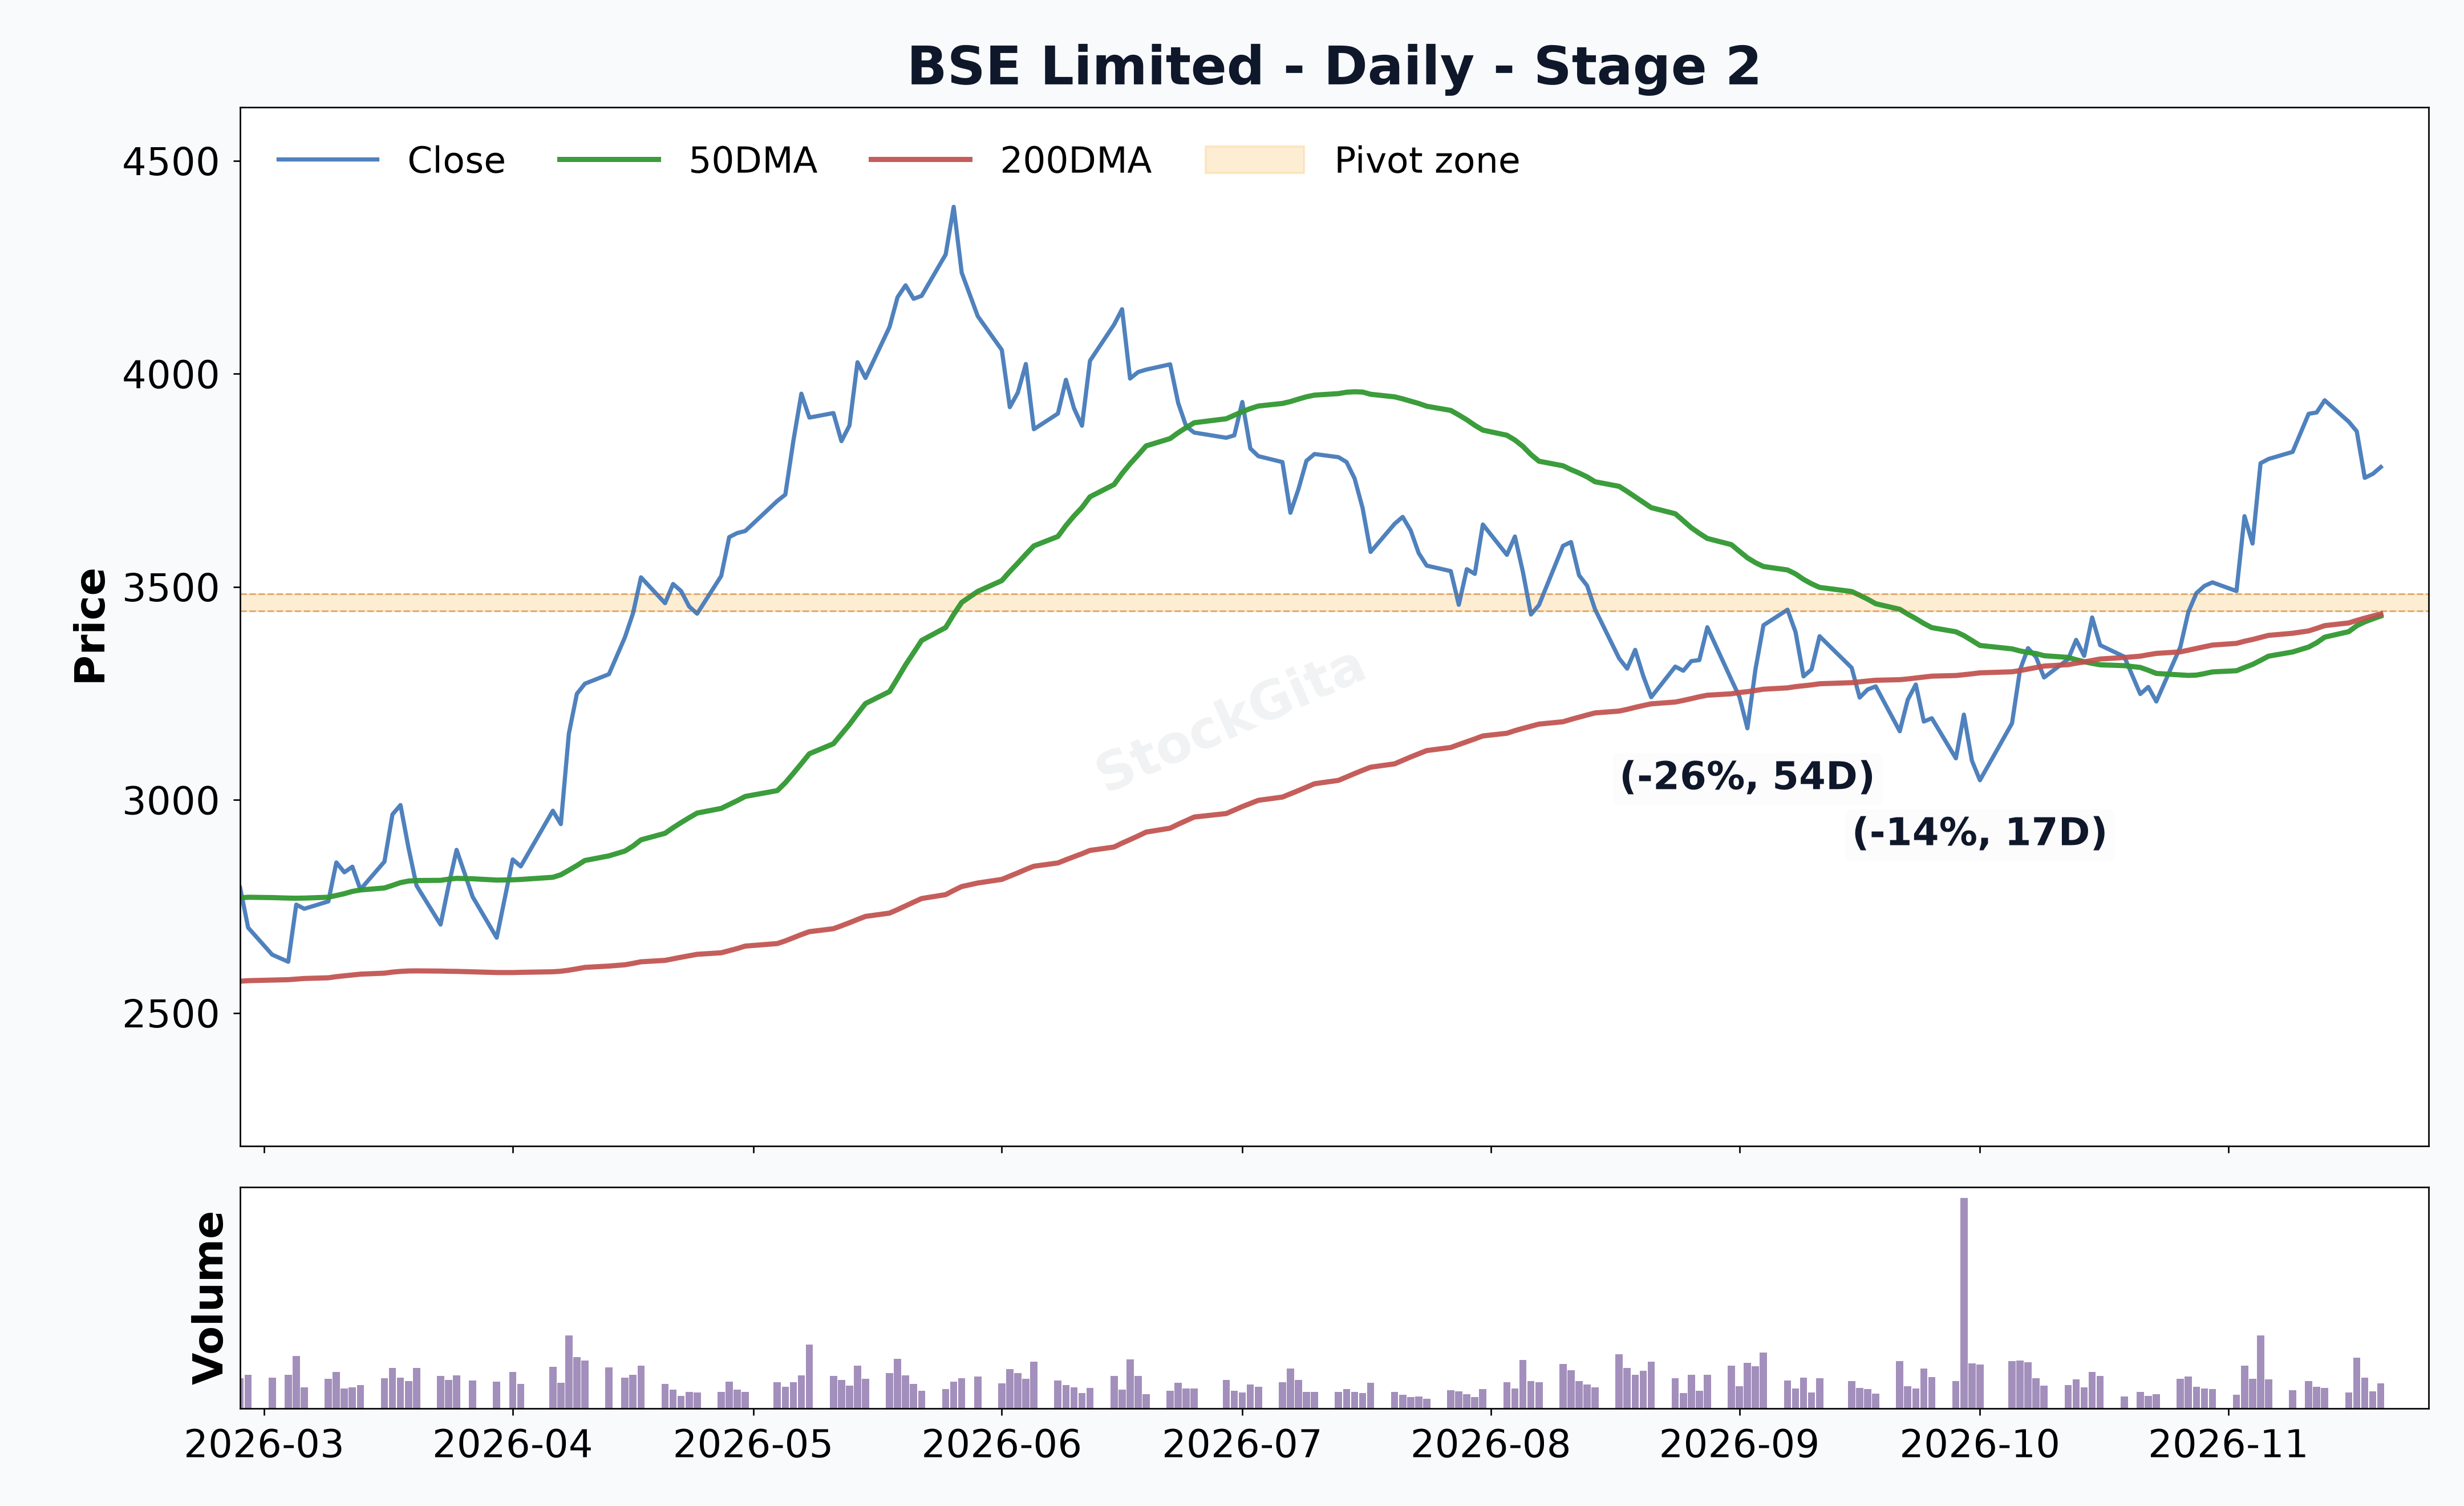 BSE Limited - Daily - Stage 2
Close 50DMA 200DMA Pivot zone
Price
4500
4000
3500
3000
2500
StockGita
(-26%, 54D)
(-14%, 17D)
Volume
2026-03 2026-04 2026-05 2026-06 2026-07 2026-08 2026-09 2026-10 2026-11